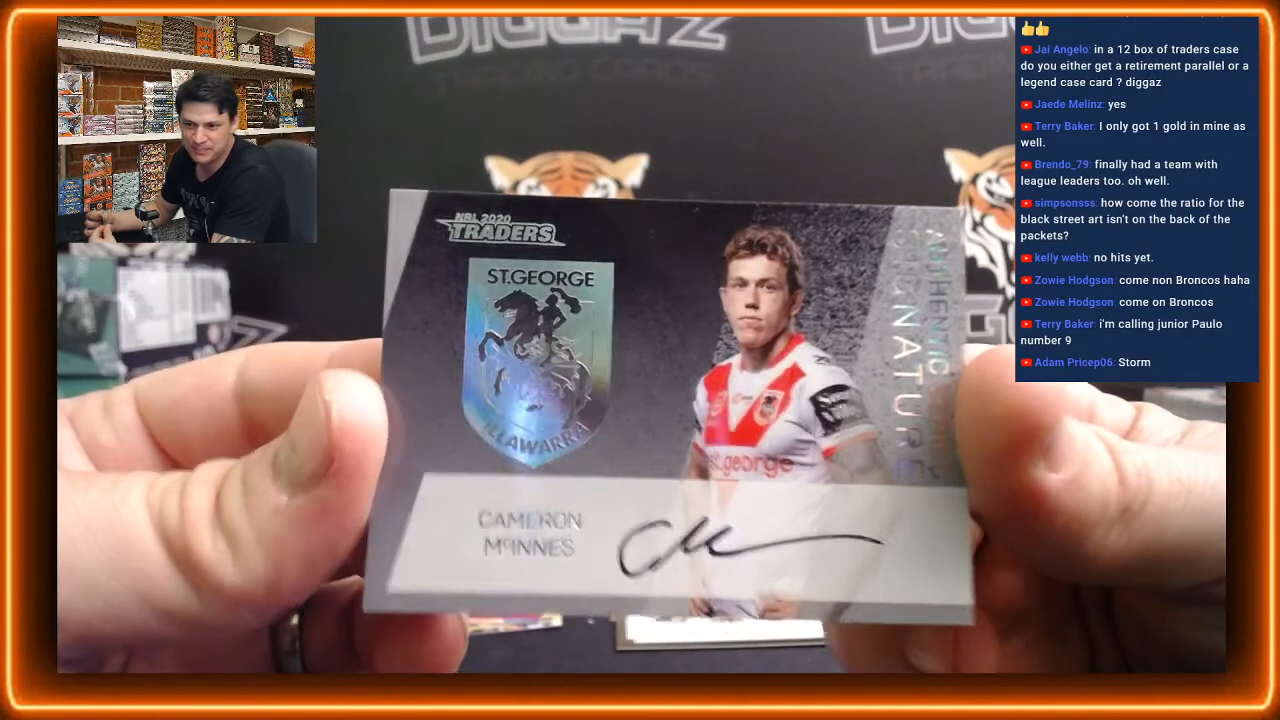 DIGGAZ
TRADING CARDS
NRL 2020
TRADERS
ST.GEORGE
ILLAWARRA
AUTHENTIC
SIGNATURE
st.george
CAMERON
McINNES
👍👍
Jai Angelo: in a 12 box of traders case
do you either get a retirement parallel or a
legend case card ? diggaz
Jaede Melinz: yes
Terry Baker: I only got 1 gold in mine as
well.
Brendo_79: finally had a team with
league leaders too. oh well.
simpsonsss: how come the ratio for the
black street art isn't on the back of the
packets?
kelly webb: no hits yet.
Zowie Hodgson: come non Broncos haha
Zowie Hodgson: come on Broncos
Terry Baker: i'm calling junior Paulo
number 9
Adam Pricep06: Storm